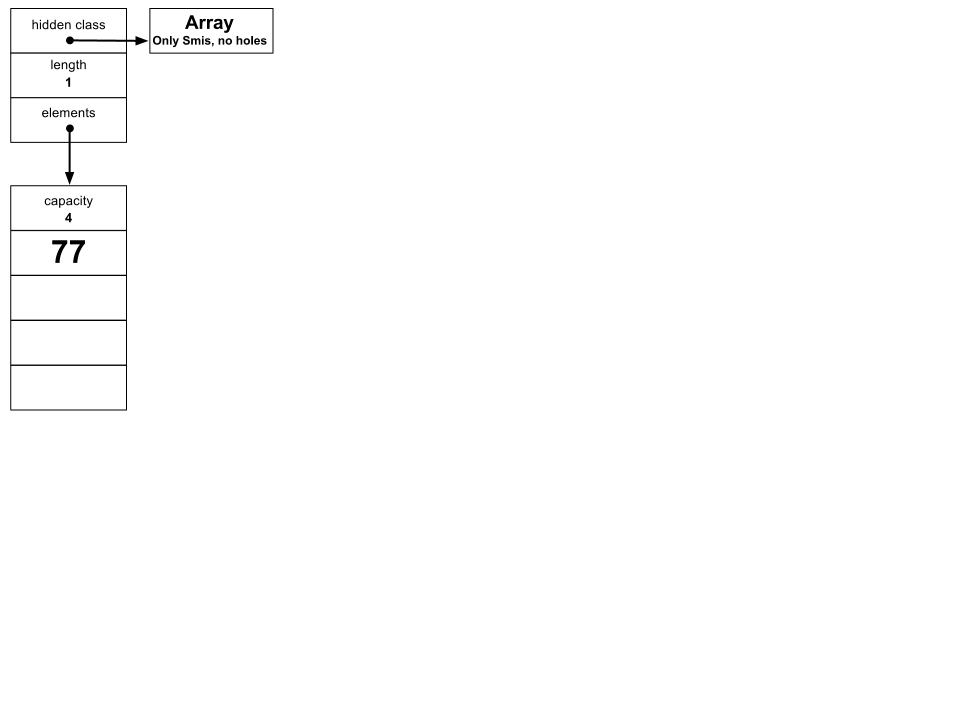 hidden class
Array
Only Smis, no holes
length
1
elements
capacity
4
77